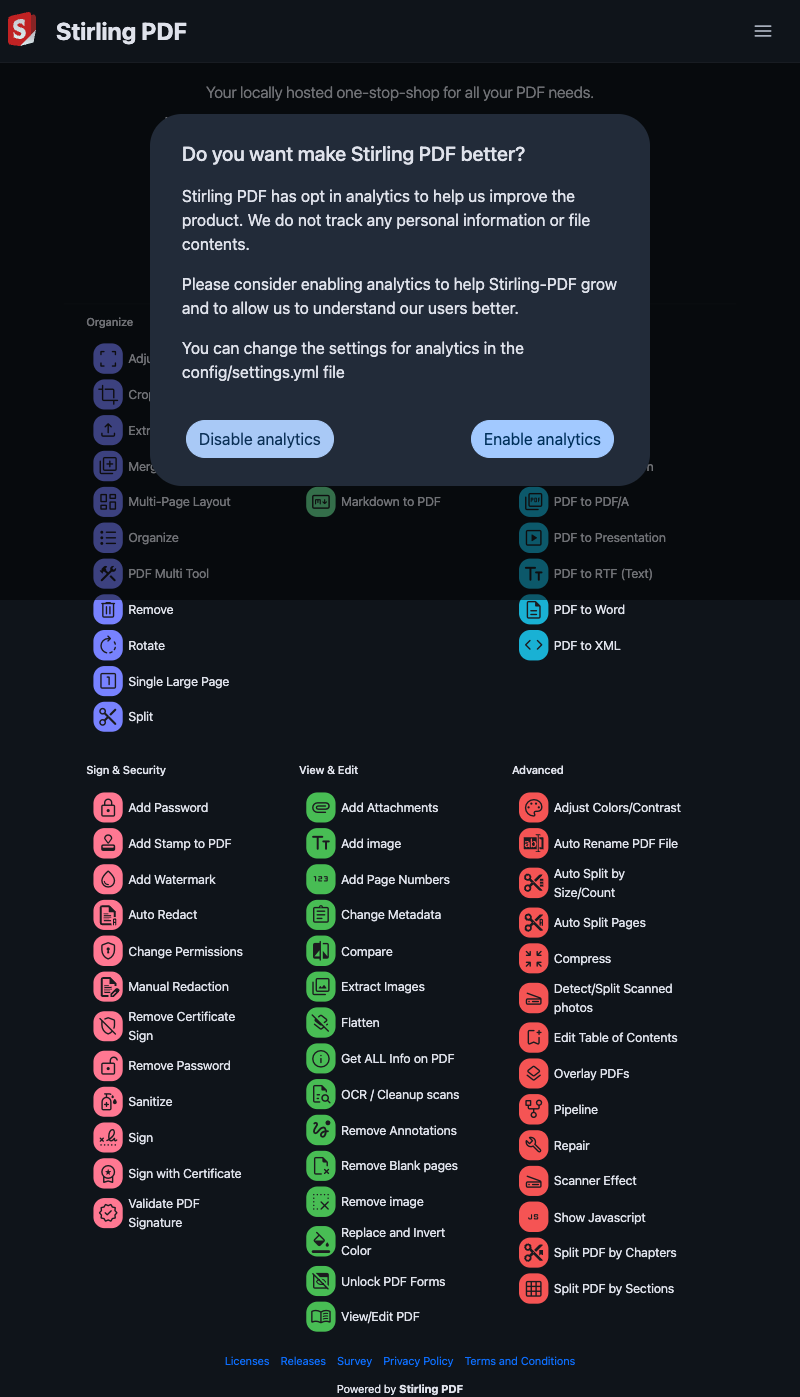 Stirling PDF
Your locally hosted one-stop-shop for all your PDF needs.
Do you want make Stirling PDF better?
Stirling PDF has opt in analytics to help us improve the
product. We do not track any personal information or file
contents.
Please consider enabling analytics to help Stirling-PDF grow
and to allow us to understand our users better.
You can change the settings for analytics in the
config/settings.yml file
Disable analytics
Enable analytics
Organize
Multi-Page Layout
Organize
PDF Multi Tool
Remove
Rotate
Single Large Page
Split
Markdown to PDF
PDF to PDF/A
PDF to Presentation
PDF to RTF (Text)
PDF to Word
PDF to XML
Sign & Security
Add Password
Add Stamp to PDF
Add Watermark
Auto Redact
Change Permissions
Manual Redaction
Remove Certificate
Sign
Remove Password
Sanitize
Sign
Sign with Certificate
Validate PDF
Signature
View & Edit
Add Attachments
Add image
Add Page Numbers
Change Metadata
Compare
Extract Images
Flatten
Get ALL Info on PDF
OCR / Cleanup scans
Remove Annotations
Remove Blank pages
Remove image
Replace and Invert
Color
Unlock PDF Forms
View/Edit PDF
Advanced
Adjust Colors/Contrast
Auto Rename PDF File
Auto Split by
Size/Count
Auto Split Pages
Compress
Detect/Split Scanned
photos
Edit Table of Contents
Overlay PDFs
Pipeline
Repair
Scanner Effect
Show Javascript
Split PDF by Chapters
Split PDF by Sections
Licenses Releases Survey Privacy Policy Terms and Conditions
Powered by Stirling PDF